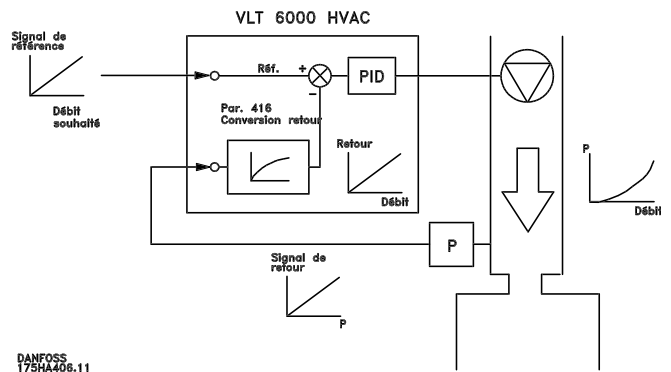 VLT 6000 HVAC
Signal de
référence
Débit
souhaité
Réf.
+
−
PID
Par. 416
Conversion retour
Retour
Débit
P
Débit
P
Signal de
retour
P
DANFOSS
175HA406.11